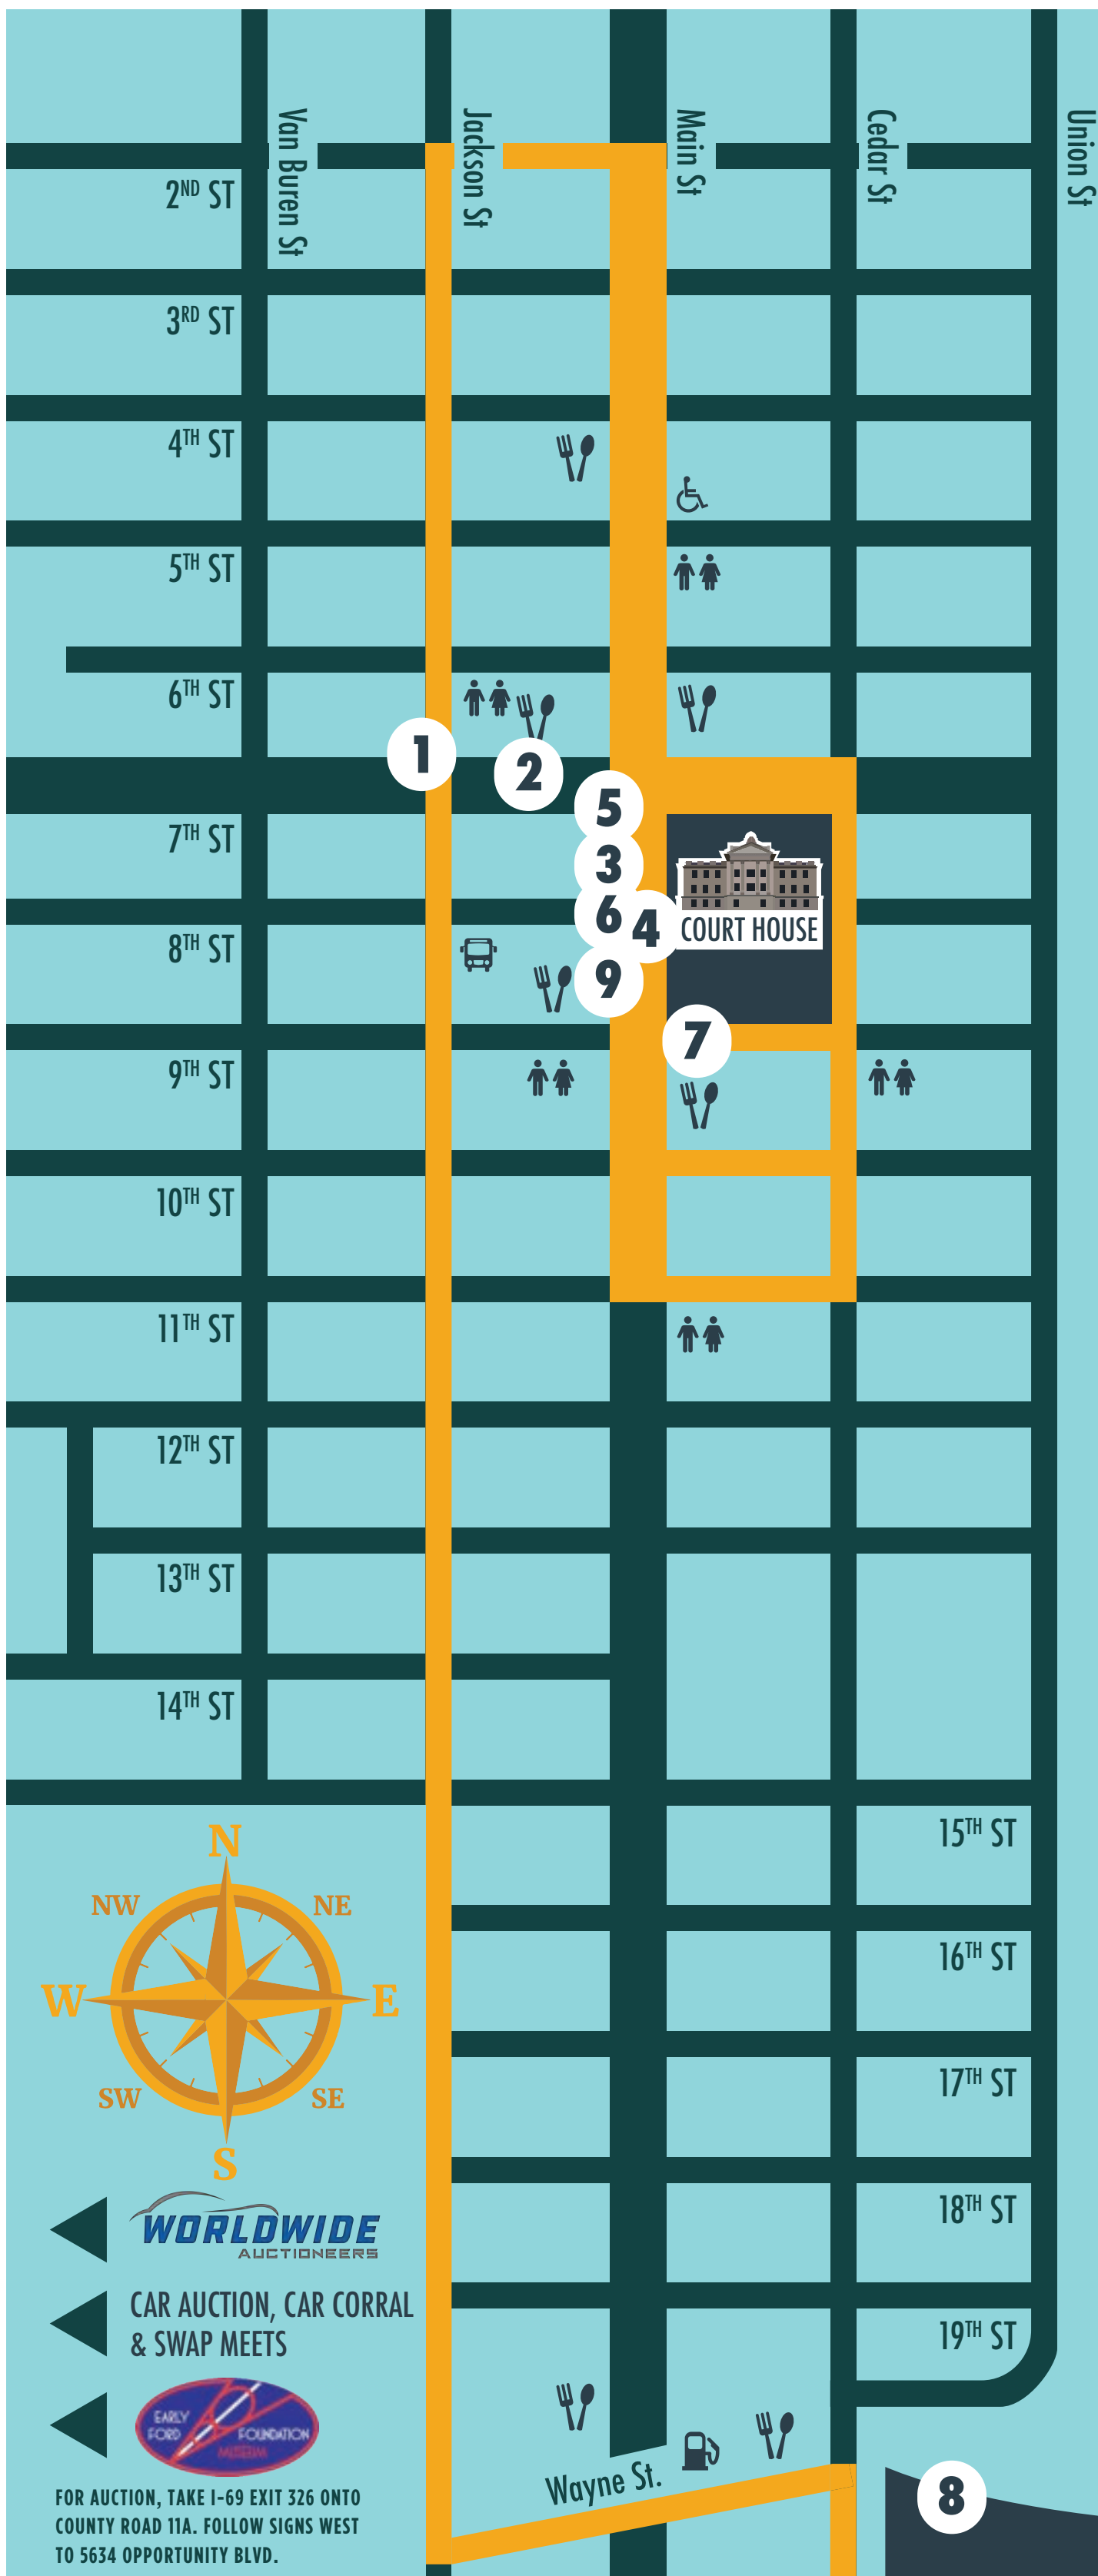 Van Buren St
Jackson St
Main St
Cedar St
Union St
2ND ST
3RD ST
4TH ST
5TH ST
6TH ST
1
2
5
7TH ST
3
6
4
COURT HOUSE
8TH ST
9
7
9TH ST
10TH ST
11TH ST
12TH ST
13TH ST
14TH ST
15TH ST
N
NW
NE
16TH ST
W
E
17TH ST
SW
SE
S
18TH ST
WORLDWIDE
AUCTIONEERS
CAR AUCTION, CAR CORRAL
& SWAP MEETS
19TH ST
EARLY
FORD
FOUNDATION
MUSEUM
Wayne St.
8
FOR AUCTION, TAKE I-69 EXIT 326 ONTO
COUNTY ROAD 11A. FOLLOW SIGNS WEST
TO 5634 OPPORTUNITY BLVD.